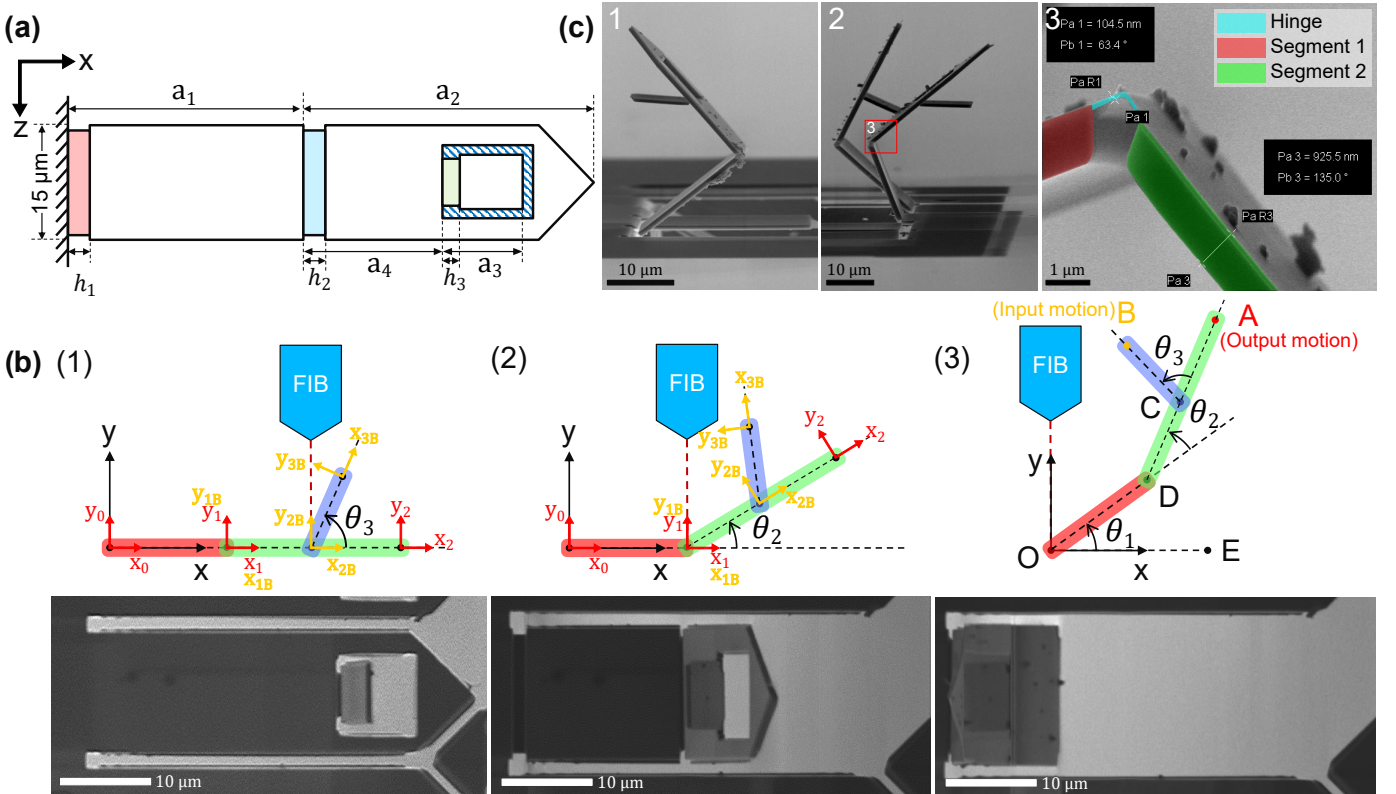 (a)
x
z
a₁
a₂
15 μm
a₄
a₃
h₁
h₂
h₃
(c)
1
10 μm
2
3
10 μm
3
Pa 1 = 104.5 nm
Pb 1 = 63.4 °
Hinge
Segment 1
Segment 2
Pa R1
Pa 1
Pa 3 = 925.5 nm
Pb 3 = 135.0 °
Pa R3
Pa 3
1 μm
(b)
(1)
FIB
y
x₃B
y₃B
y₁B
y₀
y₁
y₂B
θ₃
y₂
x₀
x
x₁
x₁B
x₂B
x₂
10 μm
(2)
FIB
x₃B
y₃B
y
y₂B
y₂
x₂
x₂B
y₁B
y₀
y₁
θ₂
x₀
x
x₁
x₁B
10 μm
(3)
FIB
(Input motion) B
A
(Output motion)
θ₃
C
θ₂
y
D
O
θ₁
x
E
10 μm